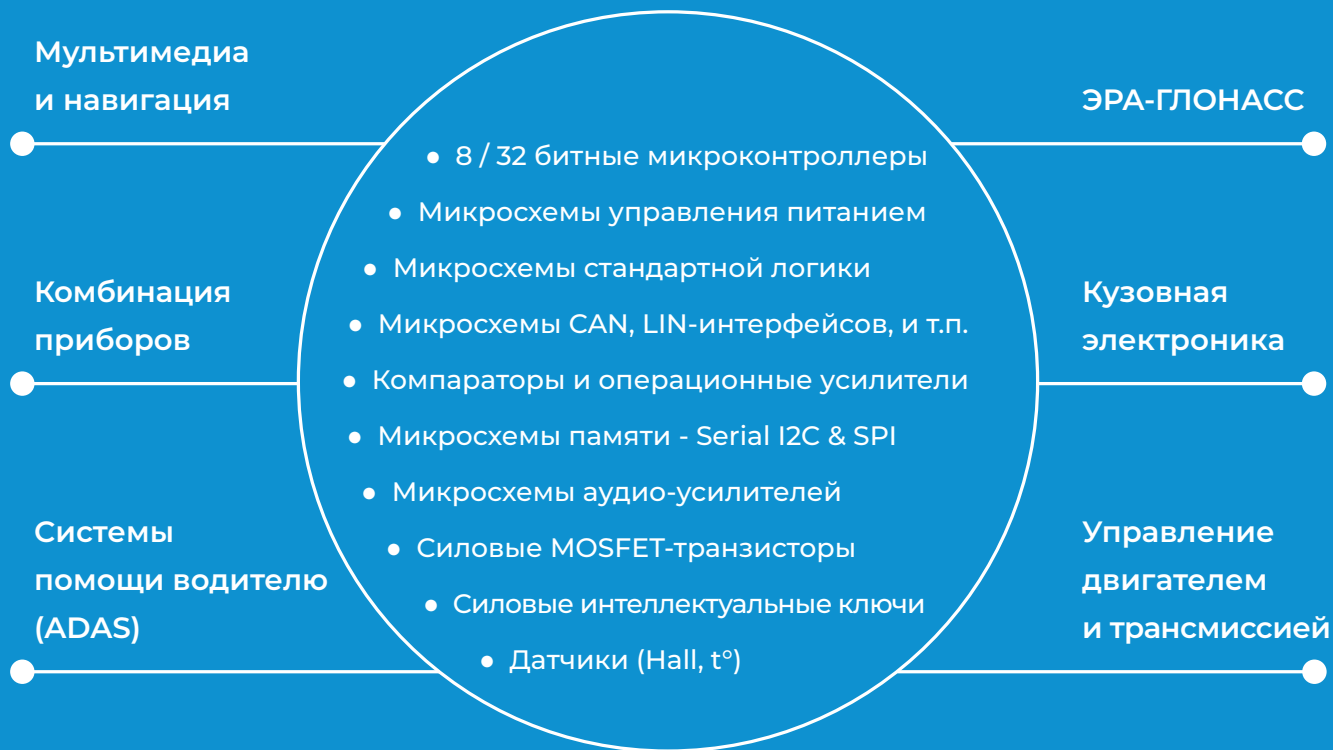 Мультимедиа
и навигация
Комбинация
приборов
Системы
помощи водителю
(ADAS)
● 8 / 32 битные микроконтроллеры
● Микросхемы управления питанием
● Микросхемы стандартной логики
● Микросхемы CAN, LIN-интерфейсов, и т.п.
● Компараторы и операционные усилители
● Микросхемы памяти - Serial I2C & SPI
● Микросхемы аудио-усилителей
● Силовые MOSFET-транзисторы
● Силовые интеллектуальные ключи
● Датчики (Hall, t°)
ЭРА-ГЛОНАСС
Кузовная
электроника
Управление
двигателем
и трансмиссией